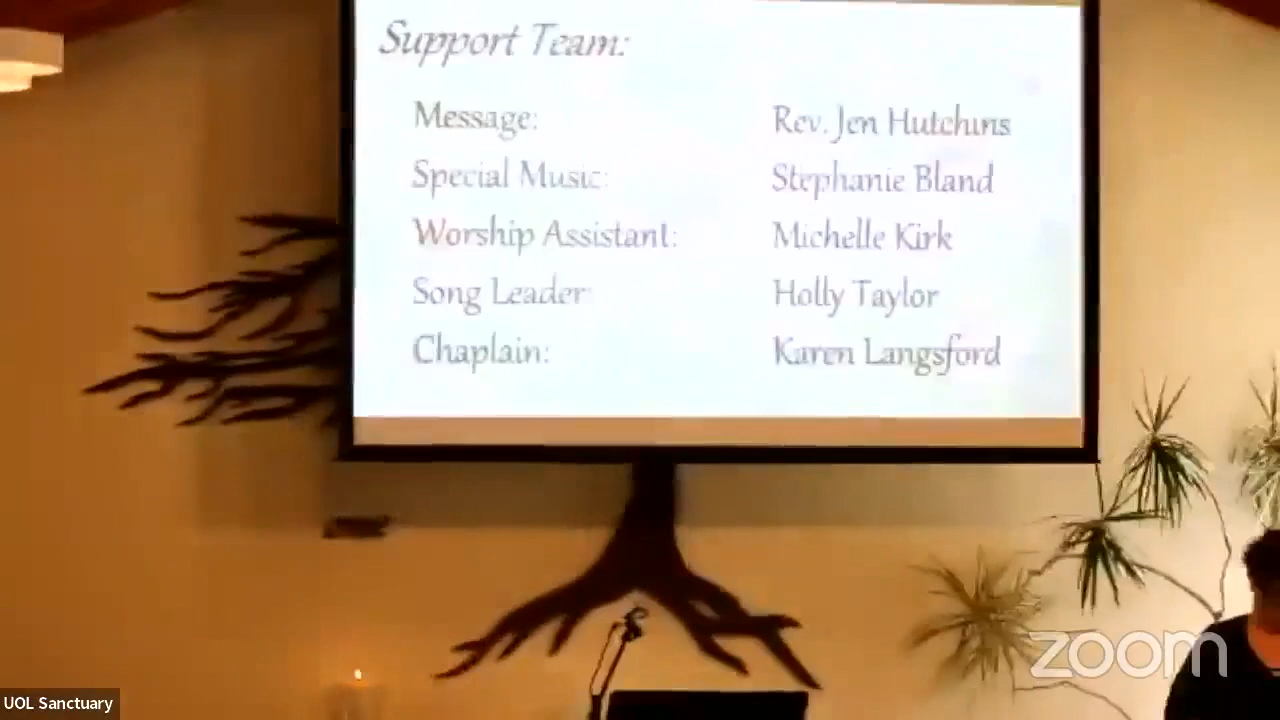 Support Team:
Message: Rev. Jen Hutchins
Special Music: Stephanie Bland
Worship Assistant: Michelle Kirk
Song Leader: Holly Taylor
Chaplain: Karen Langsford
zoom
UOL Sanctuary